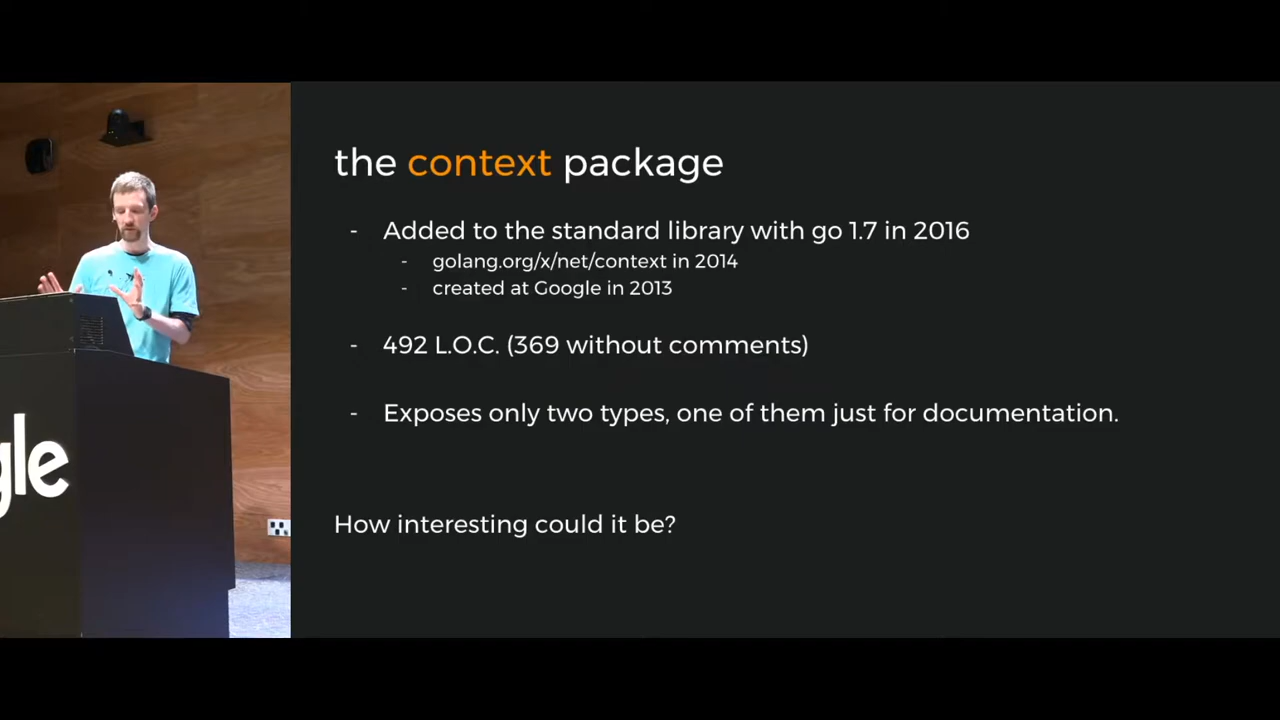 the context package
- Added to the standard library with go 1.7 in 2016
- golang.org/x/net/context in 2014
- created at Google in 2013
- 492 L.O.C. (369 without comments)
- Exposes only two types, one of them just for documentation.
How interesting could it be?
gle